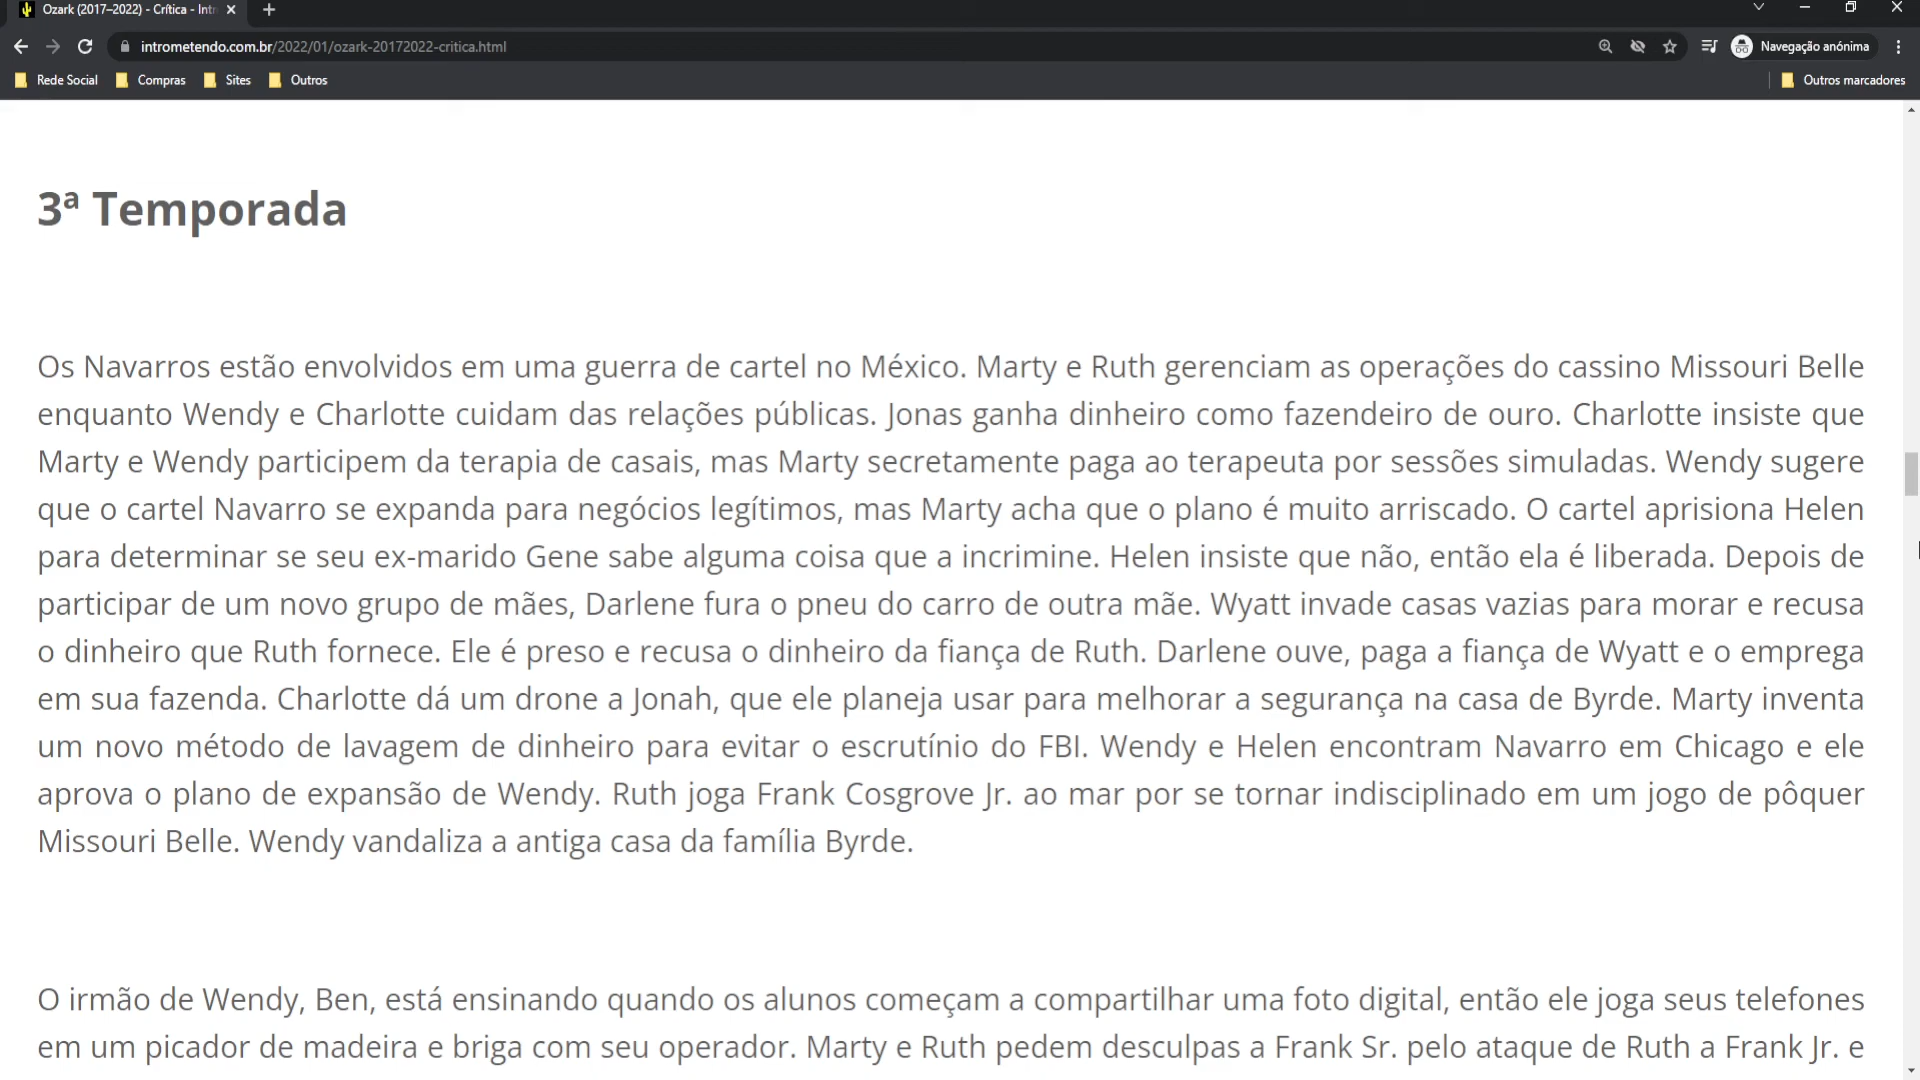 Ozark (2017–2022) - Crítica - Intr
intrometendo.com.br/2022/01/ozark-20172022-critica.html
Navegação anónima
Rede Social
Compras
Sites
Outros
Outros marcadores
3ª Temporada
Os Navarros estão envolvidos em uma guerra de cartel no México. Marty e Ruth gerenciam as operações do cassino Missouri Belle
enquanto Wendy e Charlotte cuidam das relações públicas. Jonas ganha dinheiro como fazendeiro de ouro. Charlotte insiste que
Marty e Wendy participem da terapia de casais, mas Marty secretamente paga ao terapeuta por sessões simuladas. Wendy sugere
que o cartel Navarro se expanda para negócios legítimos, mas Marty acha que o plano é muito arriscado. O cartel aprisiona Helen
para determinar se seu ex-marido Gene sabe alguma coisa que a incrimine. Helen insiste que não, então ela é liberada. Depois de
participar de um novo grupo de mães, Darlene fura o pneu do carro de outra mãe. Wyatt invade casas vazias para morar e recusa
o dinheiro que Ruth fornece. Ele é preso e recusa o dinheiro da fiança de Ruth. Darlene ouve, paga a fiança de Wyatt e o emprega
em sua fazenda. Charlotte dá um drone a Jonah, que ele planeja usar para melhorar a segurança na casa de Byrde. Marty inventa
um novo método de lavagem de dinheiro para evitar o escrutínio do FBI. Wendy e Helen encontram Navarro em Chicago e ele
aprova o plano de expansão de Wendy. Ruth joga Frank Cosgrove Jr. ao mar por se tornar indisciplinado em um jogo de pôquer
Missouri Belle. Wendy vandaliza a antiga casa da família Byrde.
O irmão de Wendy, Ben, está ensinando quando os alunos começam a compartilhar uma foto digital, então ele joga seus telefones
em um picador de madeira e briga com seu operador. Marty e Ruth pedem desculpas a Frank Sr. pelo ataque de Ruth a Frank Jr. e